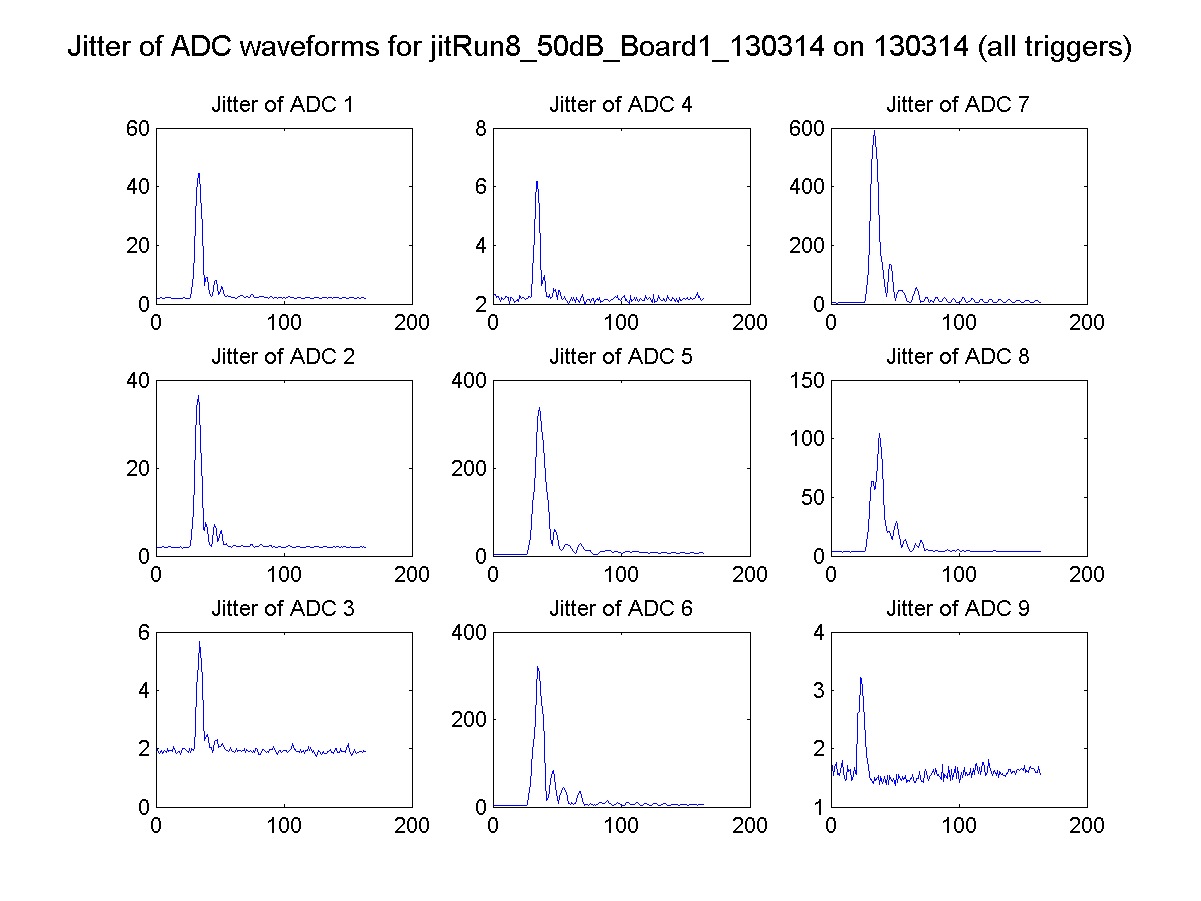 Jitter of ADC waveforms for jitRun8_50dB_Board1_130314 on 130314 (all triggers)
Jitter of ADC 1
60
40
20
0
0 100 200
Jitter of ADC 4
8
6
4
2
0 100 200
Jitter of ADC 7
600
400
200
0
0 100 200
Jitter of ADC 2
40
20
0
0 100 200
Jitter of ADC 5
400
200
0
0 100 200
Jitter of ADC 8
150
100
50
0
0 100 200
Jitter of ADC 3
6
4
2
0
0 100 200
Jitter of ADC 6
400
200
0
0 100 200
Jitter of ADC 9
4
3
2
1
0 100 200